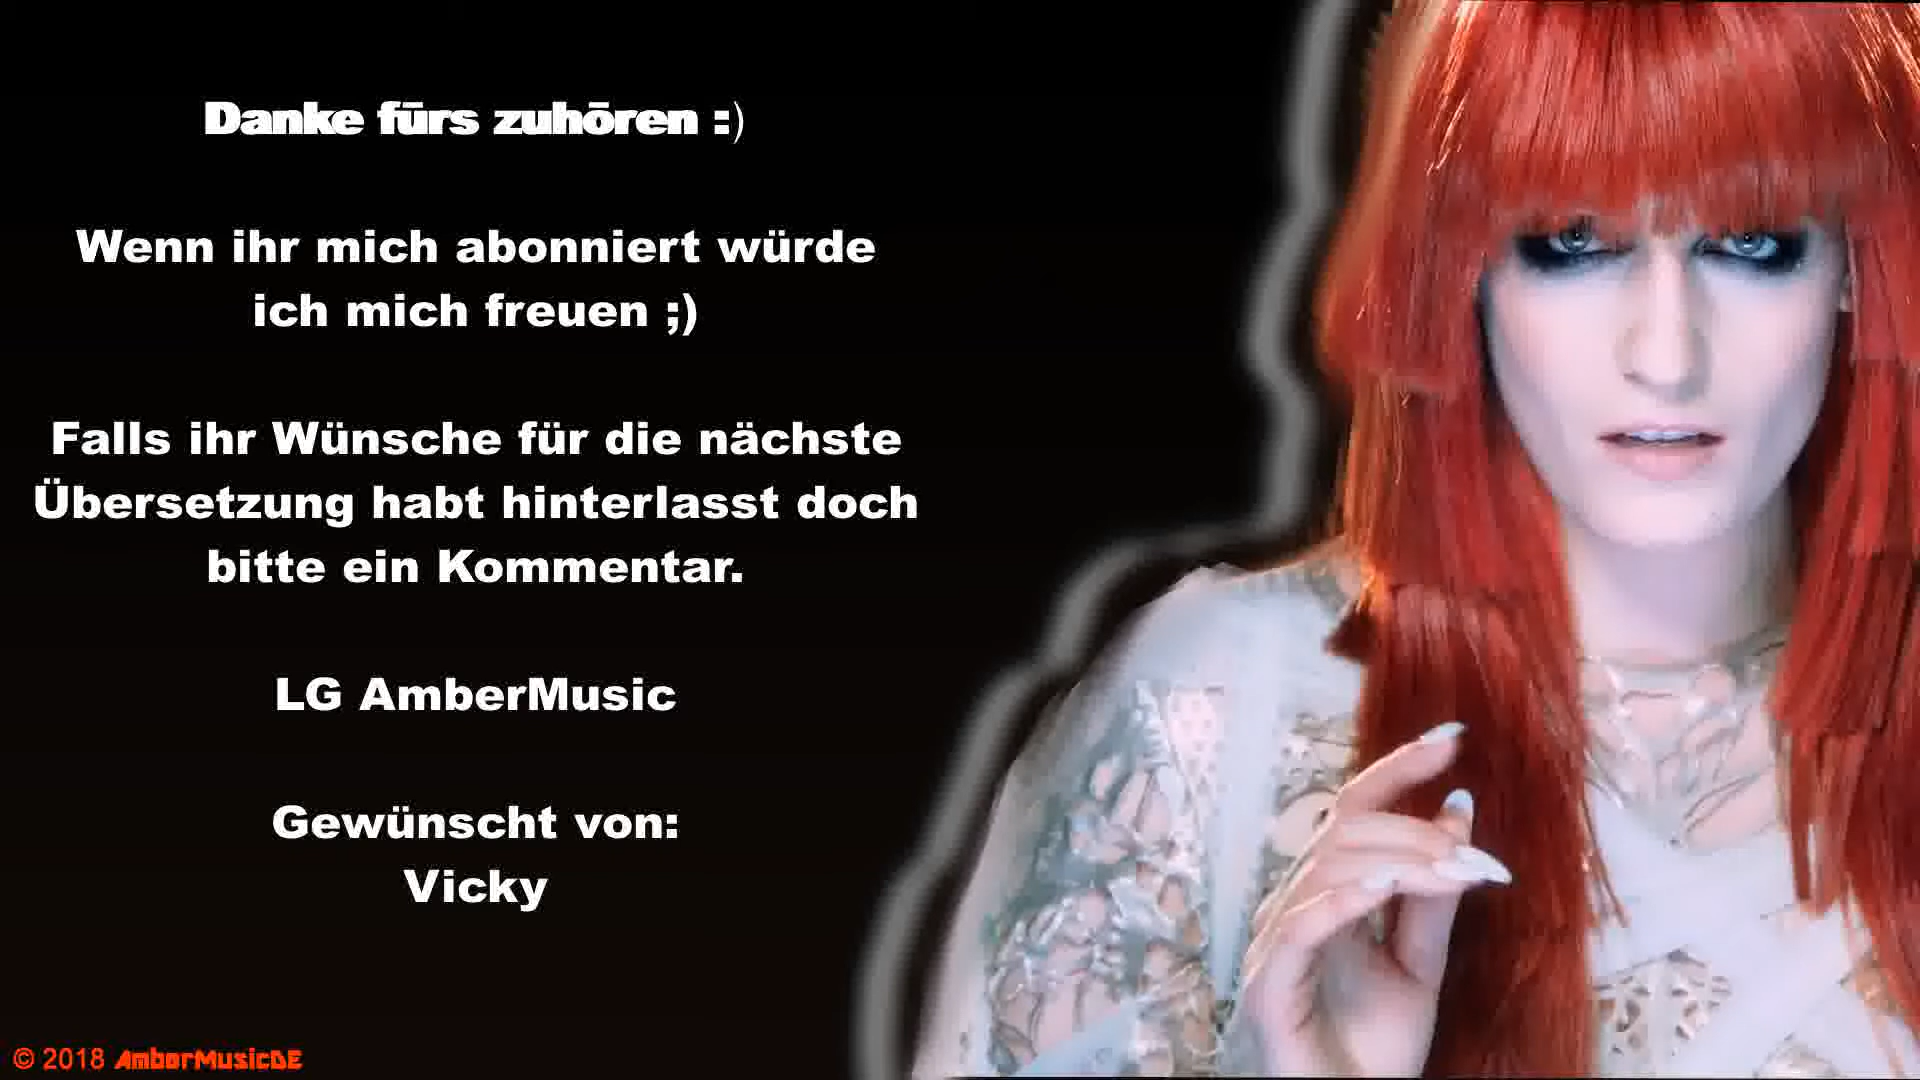 Danke fürs zuhören :)
Wenn ihr mich abonniert würde
ich mich freuen ;)
Falls ihr Wünsche für die nächste
Übersetzung habt hinterlasst doch
bitte ein Kommentar.
LG AmberMusic
Gewünscht von:
Vicky
© 2018 AmberMusicDE